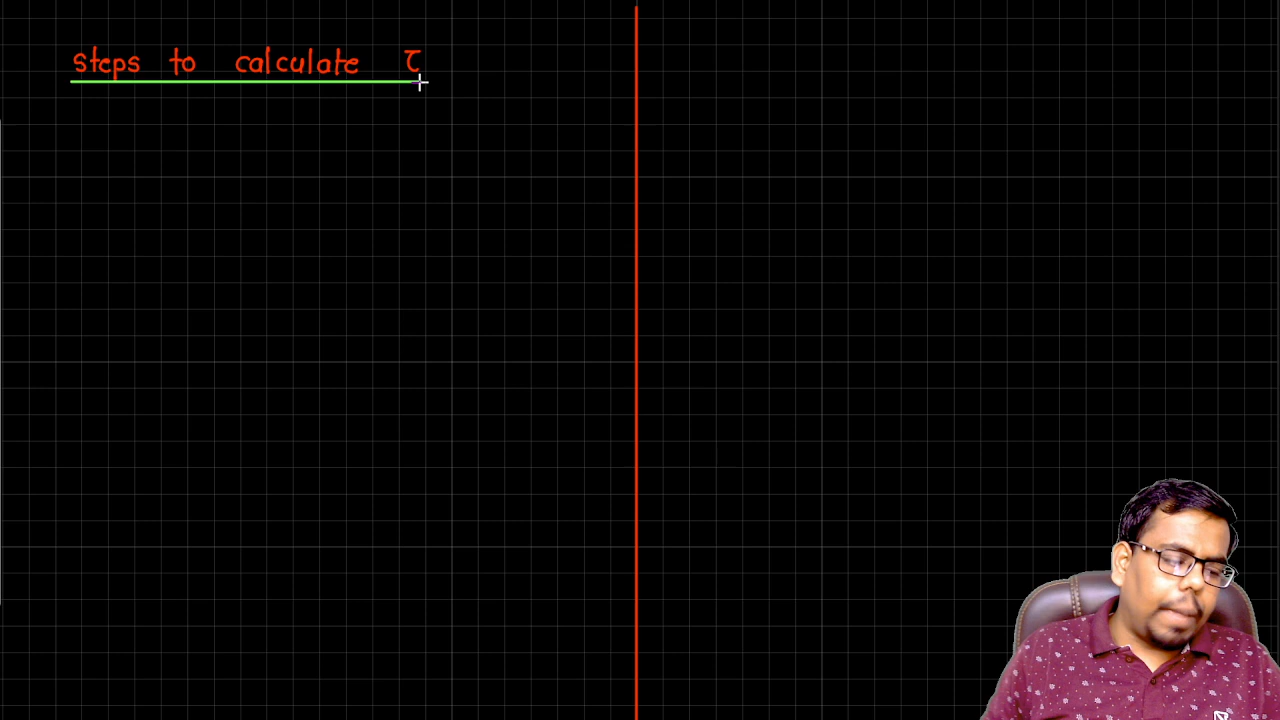 steps to calculate τ